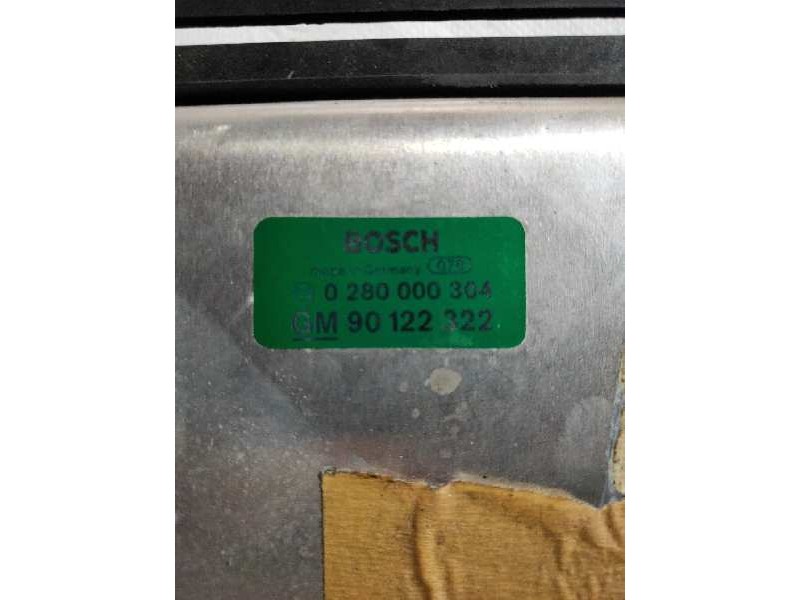 BOSCH
Made in Germany
0 280 000 304
GM 90 122 322